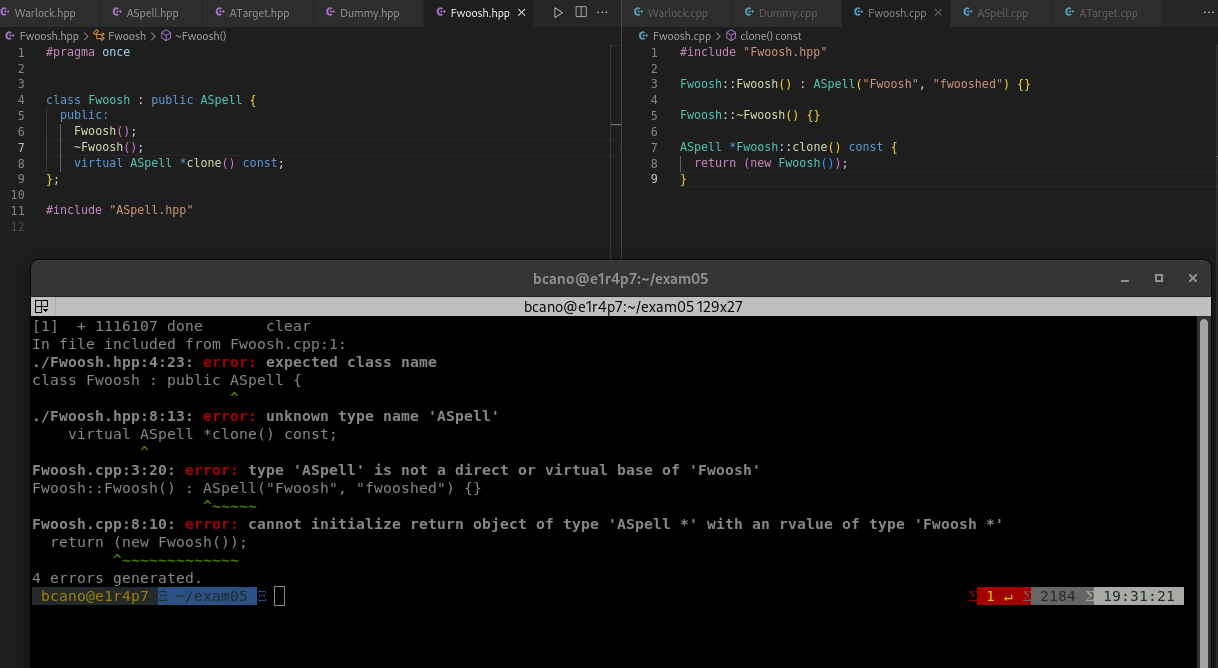 Warlock.hpp ASpell.hpp ATarget.hpp Dummy.hpp Fwoosh.hpp
Fwoosh.hpp > Fwoosh > ~Fwoosh()
1 #pragma once
2
3
4 class Fwoosh : public ASpell {
5 public:
6 Fwoosh();
7 ~Fwoosh();
8 virtual ASpell *clone() const;
9 };
10
11 #include "ASpell.hpp"
12
Warlock.cpp Dummy.cpp Fwoosh.cpp ASpell.cpp ATarget.cpp
Fwoosh.cpp > clone() const
1 #include "Fwoosh.hpp"
2
3 Fwoosh::Fwoosh() : ASpell("Fwoosh", "fwooshed") {}
4
5 Fwoosh::~Fwoosh() {}
6
7 ASpell *Fwoosh::clone() const {
8 return (new Fwoosh());
9 }
bcano@e1r4p7:~/exam05
bcano@e1r4p7:~/exam05 129x27
[1]  + 1116107 done       clear
In file included from Fwoosh.cpp:1:
./Fwoosh.hpp:4:23: error: expected class name
class Fwoosh : public ASpell {
^
./Fwoosh.hpp:8:13: error: unknown type name 'ASpell'
virtual ASpell *clone() const;
^
Fwoosh.cpp:3:20: error: type 'ASpell' is not a direct or virtual base of 'Fwoosh'
Fwoosh::Fwoosh() : ASpell("Fwoosh", "fwooshed") {}
^~~~~~
Fwoosh.cpp:8:10: error: cannot initialize return object of type 'ASpell *' with an rvalue of type 'Fwoosh *'
return (new Fwoosh());
^~~~~~~~~~~~~~
4 errors generated.
bcano@e1r4p7 Ξ ~/exam05 Ξ Σ 1 ↵ Σ 2184 Σ 19:31:21